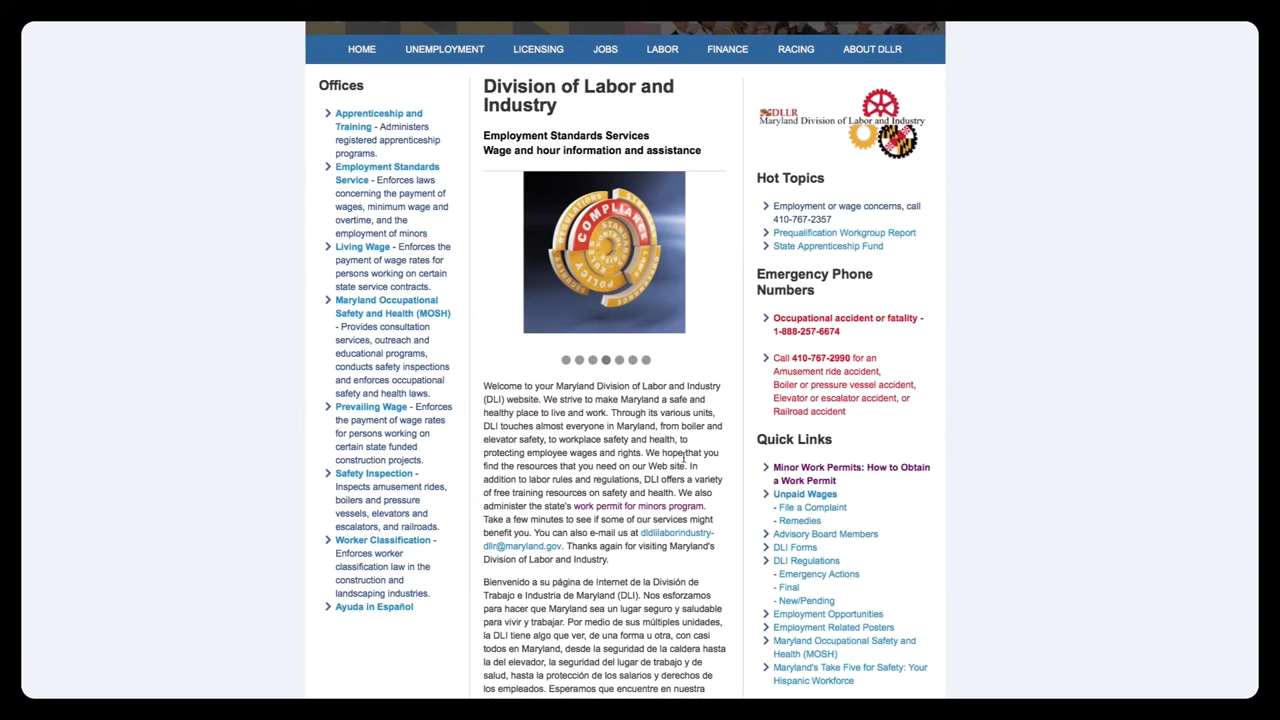 HOME UNEMPLOYMENT LICENSING JOBS LABOR FINANCE RACING ABOUT DLLR
Offices
Apprenticeship and
Training - Administers
registered apprenticeship
programs.
Employment Standards
Service - Enforces laws
concerning the payment of
wages, minimum wage and
overtime, and the
employment of minors
Living Wage - Enforces the
payment of wage rates for
persons working on certain
state service contracts.
Maryland Occupational
Safety and Health (MOSH)
- Provides consultation
services, outreach and
educational programs,
conducts safety inspections
and enforces occupational
safety and health laws.
Prevailing Wage - Enforces
the payment of wage rates
for persons working on
certain state funded
construction projects.
Safety Inspection -
Inspects amusement rides,
boilers and pressure
vessels, elevators and
escalators, and railroads.
Worker Classification -
Enforces worker
classification law in the
construction and
landscaping industries.
Ayuda in Español
Division of Labor and
Industry
Employment Standards Services
Wage and hour information and assistance
COMPLIANCE
REGULATIONS
POLICY
Welcome to your Maryland Division of Labor and Industry
(DLI) website. We strive to make Maryland a safe and
healthy place to live and work. Through its various units,
DLI touches almost everyone in Maryland, from boiler and
elevator safety, to workplace safety and health, to
protecting employee wages and rights. We hope that you
find the resources that you need on our Web site. In
addition to labor rules and regulations, DLI offers a variety
of free training resources on safety and health. We also
administer the state's work permit for minors program.
Take a few minutes to see if some of our services might
benefit you. You can also e-mail us at dldlilaborindustry-
dllr@maryland.gov. Thanks again for visiting Maryland's
Division of Labor and Industry.
Bienvenido a su página de Internet de la División de
Trabajo e Industria de Maryland (DLI). Nos esforzamos
para hacer que Maryland sea un lugar seguro y saludable
para vivir y trabajar. Por medio de sus múltiples unidades,
la DLI tiene algo que ver, de una forma u otra, con casi
todos en Maryland, desde la seguridad de la caldera hasta
la del elevador, la seguridad del lugar de trabajo y de
salud, hasta la protección de los salarios y derechos de
los empleados. Esperamos que encuentre en nuestra
DLLR
Maryland Division of Labor and Industry
Hot Topics
Employment or wage concerns, call
410-767-2357
Prequalification Workgroup Report
State Apprenticeship Fund
Emergency Phone
Numbers
Occupational accident or fatality -
1-888-257-6674
Call 410-767-2990 for an
Amusement ride accident,
Boiler or pressure vessel accident,
Elevator or escalator accident, or
Railroad accident
Quick Links
Minor Work Permits: How to Obtain
a Work Permit
Unpaid Wages
- File a Complaint
- Remedies
Advisory Board Members
DLI Forms
DLI Regulations
- Emergency Actions
- Final
- New/Pending
Employment Opportunities
Employment Related Posters
Maryland Occupational Safety and
Health (MOSH)
Maryland's Take Five for Safety: Your
Hispanic Workforce